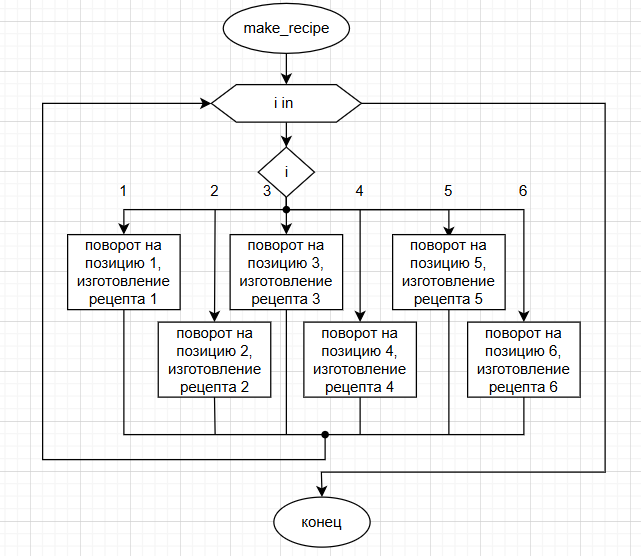 make_recipe
i in
i
1
2
3
4
5
6
поворот на
позицию 1,
изготовление
рецепта 1
поворот на
позицию 3,
изготовление
рецепта 3
поворот на
позицию 5,
изготовление
рецепта 5
поворот на
позицию 2,
изготовление
рецепта 2
поворот на
позицию 4,
изготовление
рецепта 4
поворот на
позицию 6,
изготовление
рецепта 6
конец